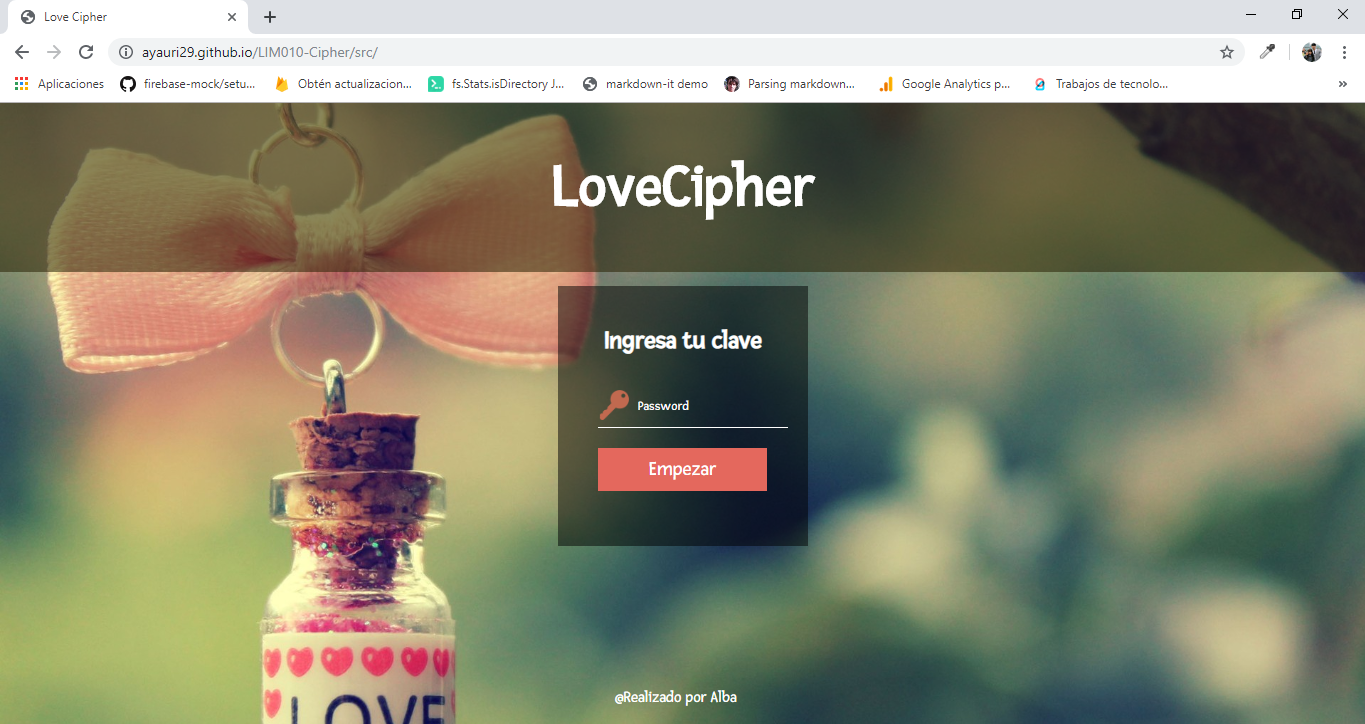 Love Cipher
ayauri29.github.io/LIM010-Cipher/src/
Aplicaciones
firebase-mock/setu...
Obtén actualizacion...
fs.Stats.isDirectory J...
markdown-it demo
Parsing markdown...
Google Analytics p...
Trabajos de tecnolo...
»
LoveCipher
Ingresa tu clave
Password
Empezar
LOVE
@Realizado por Alba